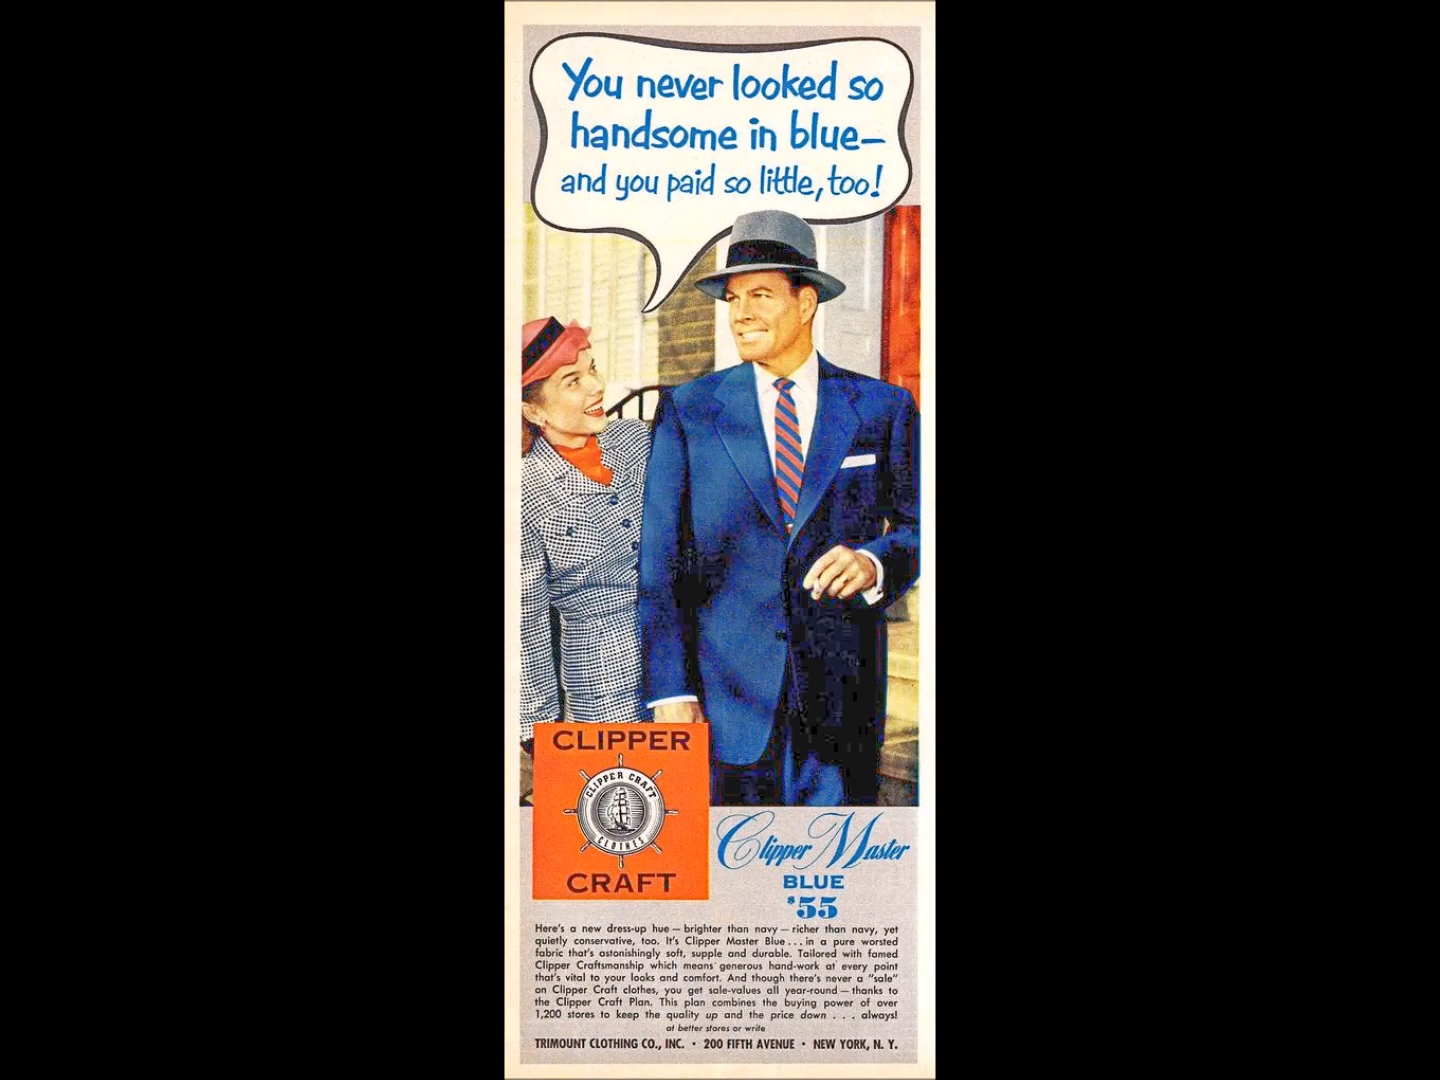 You never looked so
handsome in blue—
and you paid so little, too!
CLIPPER
CLIPPER CRAFT
CLOTHES
CRAFT
Clipper Master
BLUE
$55
Here's a new dress-up hue — brighter than navy — richer than navy, yet
quietly conservative, too. It's Clipper Master Blue . . . in a pure worsted
fabric that's astonishingly soft, supple and durable. Tailored with famed
Clipper Craftsmanship which means generous hand-work at every point
that's vital to your looks and comfort. And though there's never a "sale"
on Clipper Craft clothes, you get sale-values all year-round — thanks to
the Clipper Craft Plan. This plan combines the buying power of over
1,200 stores to keep the quality up and the price down . . . always!
at better stores or write
TRIMOUNT CLOTHING CO., INC. • 200 FIFTH AVENUE • NEW YORK, N. Y.